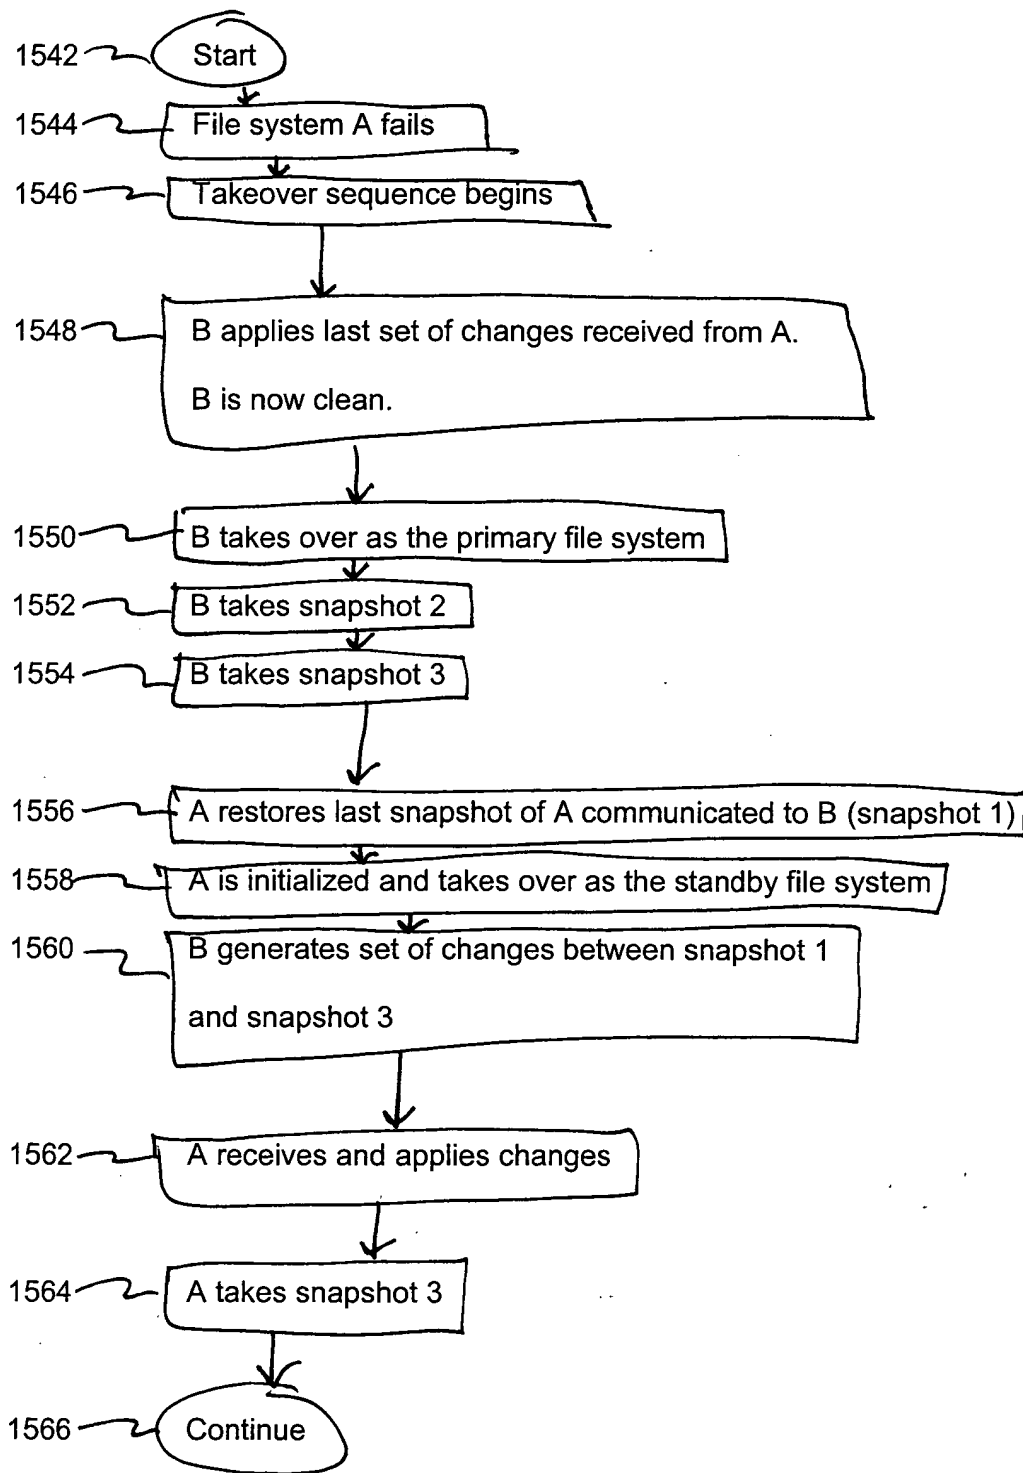 1542 Start
1544 File system A fails
1546 Takeover sequence begins
1548 B applies last set of changes received from A.
B is now clean.
1550 B takes over as the primary file system
1552 B takes snapshot 2
1554 B takes snapshot 3
1556 A restores last snapshot of A communicated to B (snapshot 1)
1558 A is initialized and takes over as the standby file system
1560 B generates set of changes between snapshot 1
and snapshot 3
1562 A receives and applies changes
1564 A takes snapshot 3
1566 Continue